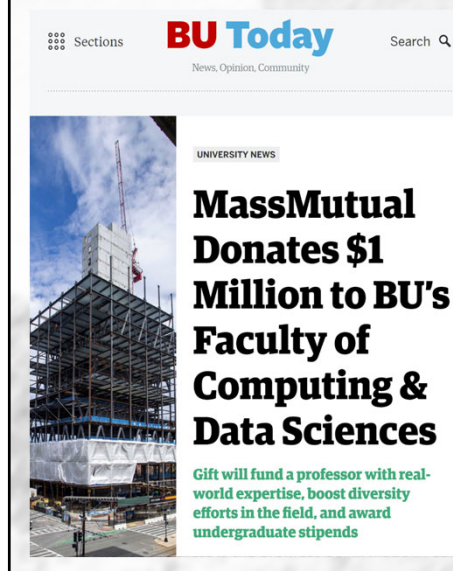 Sections
BU Today
Search
News, Opinion, Community
UNIVERSITY NEWS
MassMutual
Donates $1
Million to BU's
Faculty of
Computing &
Data Sciences
Gift will fund a professor with real-
world expertise, boost diversity
efforts in the field, and award
undergraduate stipends